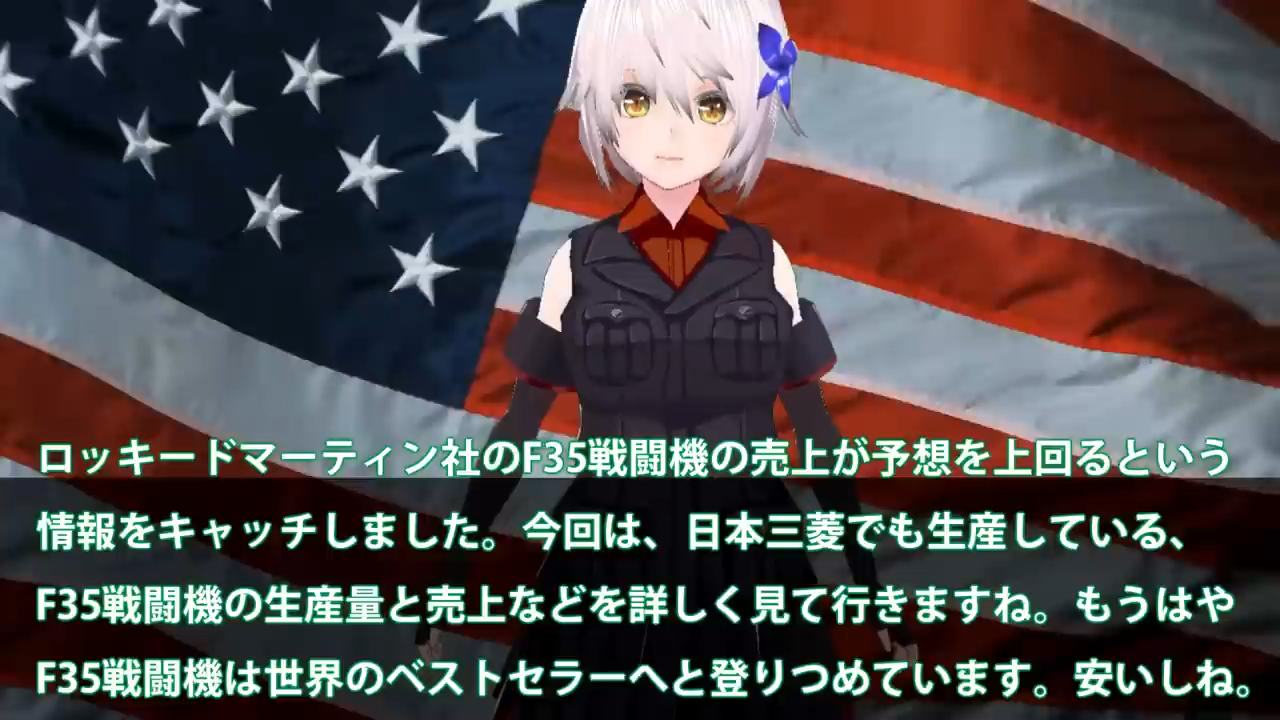 ロッキードマーティン社のF35戦闘機の売上が予想を上回るという
情報をキャッチしました。今回は、日本三菱でも生産している、
F35戦闘機の生産量と売上などを詳しく見て行きますね。もうはや
F35戦闘機は世界のベストセラーへと登りつめています。安いしね。